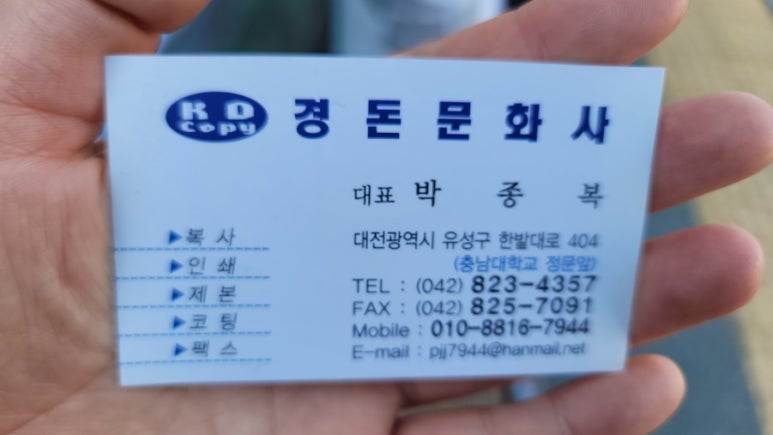 KD Copy 경돈문화사
대표 박 종 복
▶복 사
▶인 쇄
▶제 본
▶코 팅
▶팩 스
대전광역시 유성구 한밭대로 404
(충남대학교 정문앞)
TEL : (042) 823-4357
FAX : (042) 825-7091
Mobile : 010-8816-7944
E-mail : pjj7944@hanmail.net